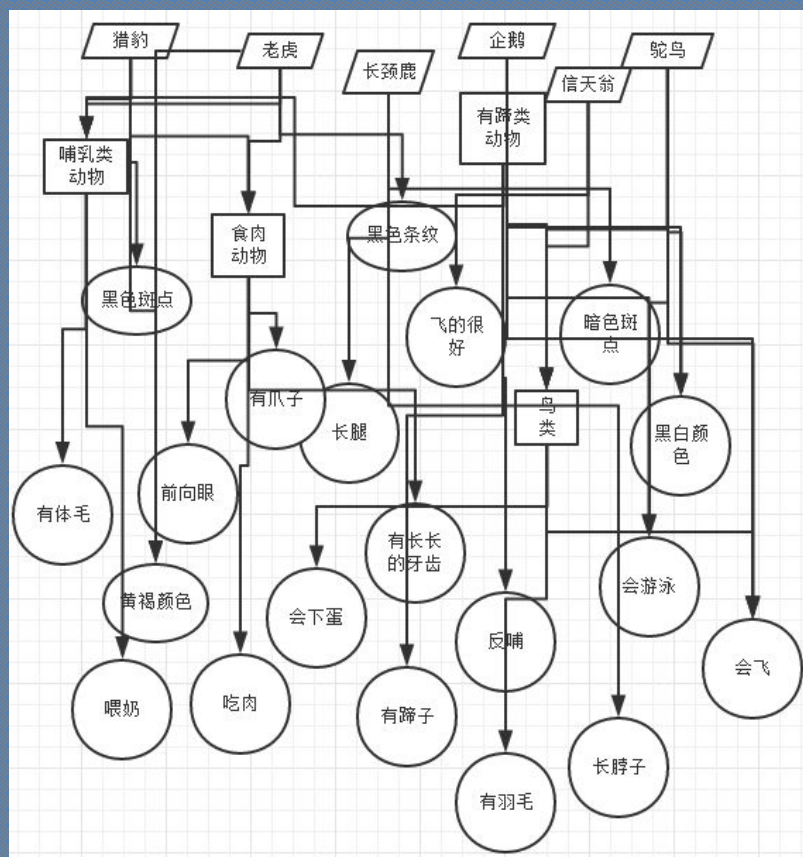 猎豹
老虎
企鹅
鸵鸟
长颈鹿
信天翁
有蹄类
动物
哺乳类
动物
食肉
动物
黑色条纹
黑色斑点
飞的很
好
暗色斑
点
有爪子
鸟
类
长腿
黑白颜
色
前向眼
有体毛
有长长
的牙齿
会游泳
黄褐颜色
会下蛋
反哺
会飞
喂奶
吃肉
有蹄子
长脖子
有羽毛